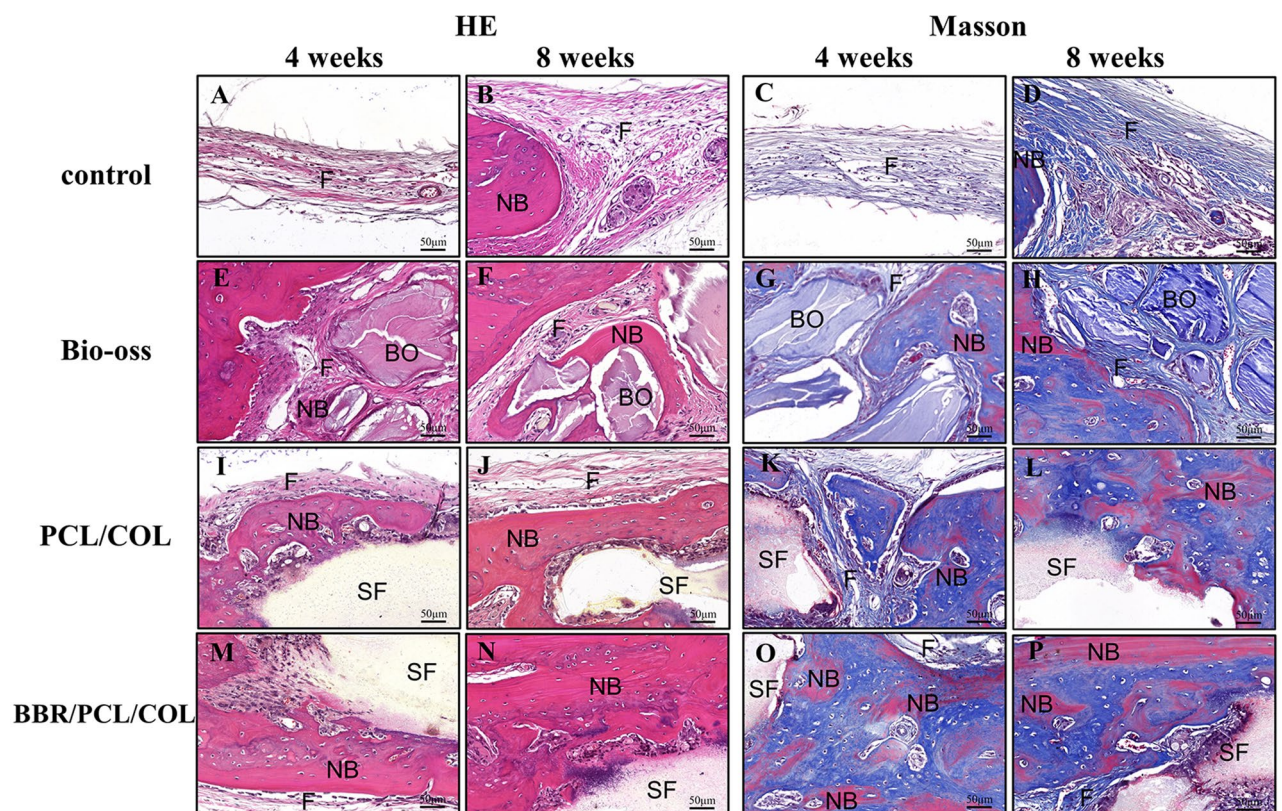 HE Masson
4 weeks 8 weeks 4 weeks 8 weeks
control
A F 50μm
B F NB
C F 50μm
D F NB 50μm
Bio-oss
E BO F NB 50μm
F F NB BO 50μm
G F BO NB 50μm
H BO NB F 50μm
PCL/COL
I F NB SF 50μm
J F NB SF 50μm
K SF F NB 50μm
L NB SF 50μm
BBR/PCL/COL
M SF NB F 50μm
N NB SF 50μm
O F SF NB NB NB 50μm
P NB NB SF F 50μm